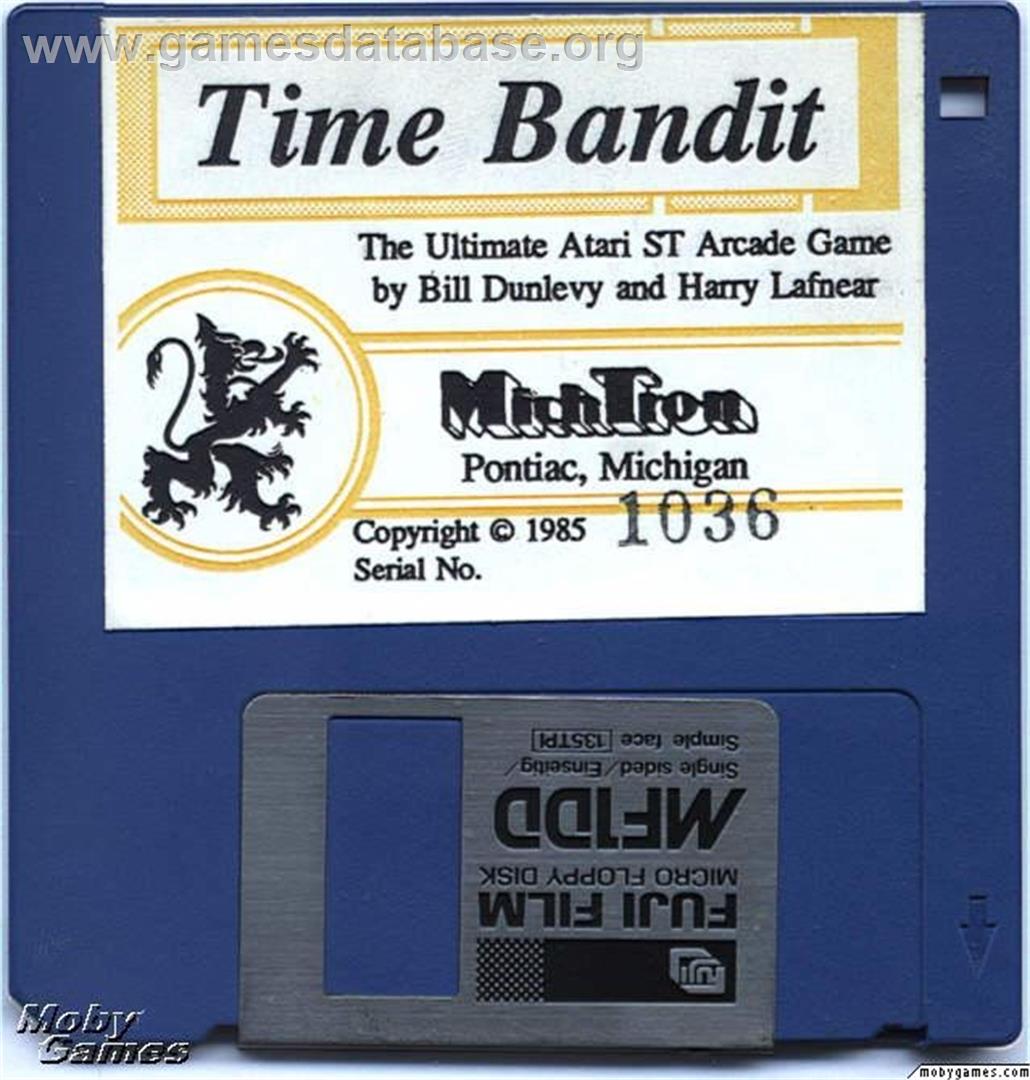 www.gamesdatabase.org
Time Bandit
The Ultimate Atari ST Arcade Game
by Bill Dunlevy and Harry Lafnear
MichTron
Pontiac, Michigan
1036
Copyright © 1985
Serial No.
Simple face [135TPI]
Single sided/Einseitig/
MF1DD
MICRO FLOPPY DISK
FUJI FILM
FUJI
Moby
Games
mobygames.com